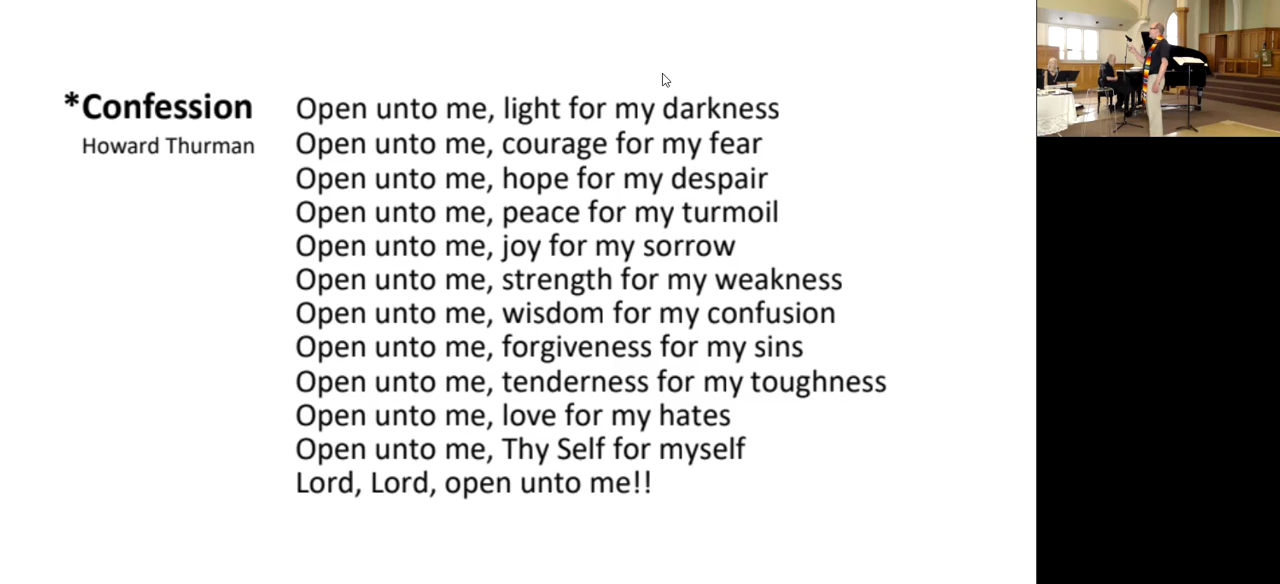 *Confession
Howard Thurman
Open unto me, light for my darkness
Open unto me, courage for my fear
Open unto me, hope for my despair
Open unto me, peace for my turmoil
Open unto me, joy for my sorrow
Open unto me, strength for my weakness
Open unto me, wisdom for my confusion
Open unto me, forgiveness for my sins
Open unto me, tenderness for my toughness
Open unto me, love for my hates
Open unto me, Thy Self for myself
Lord, Lord, open unto me!!